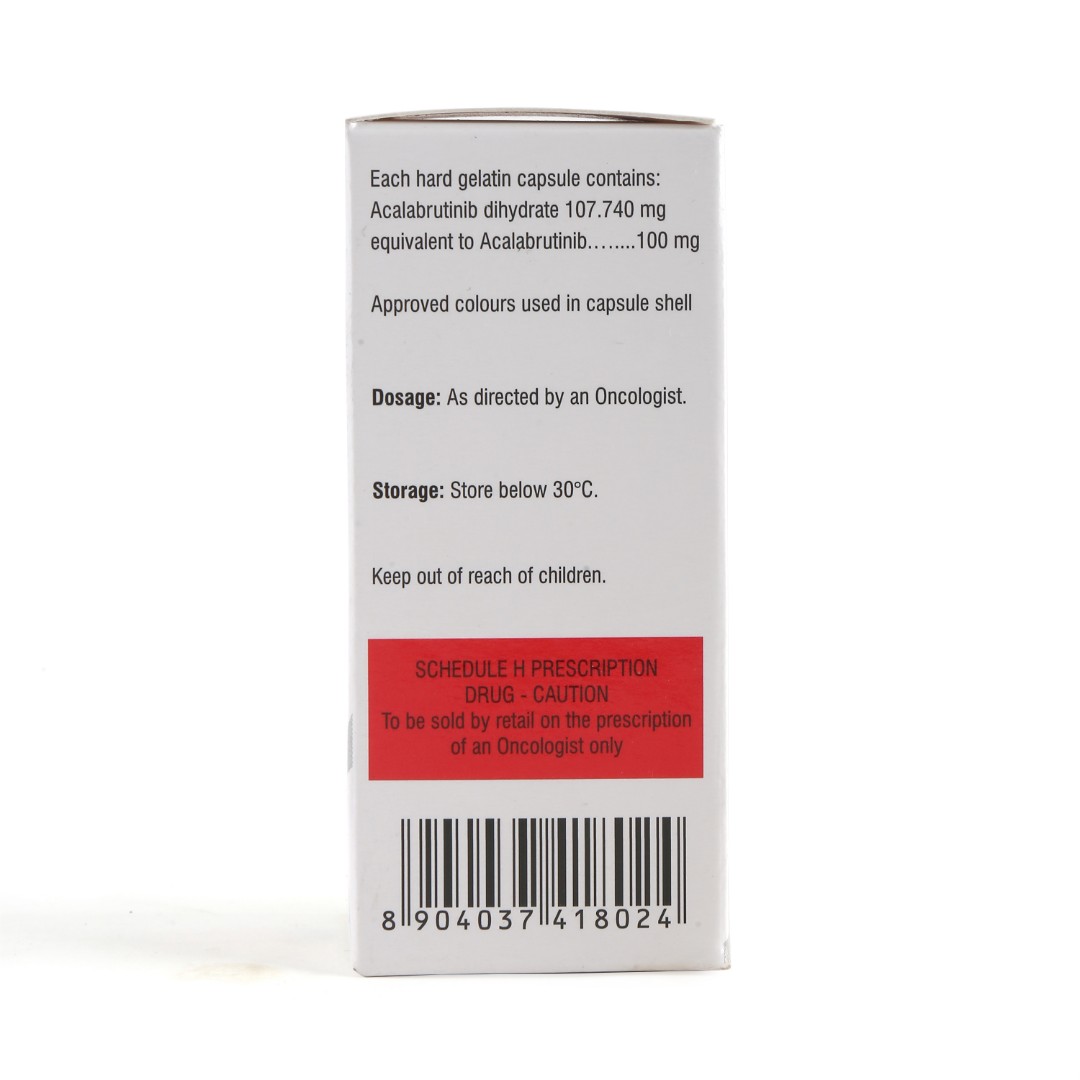 Each hard gelatin capsule contains:
Acalabrutinib dihydrate 107.740 mg
equivalent to Acalabrutinib........100 mg
Approved colours used in capsule shell
Dosage: As directed by an Oncologist.
Storage: Store below 30°C.
Keep out of reach of children.
SCHEDULE H PRESCRIPTION
DRUG - CAUTION
To be sold by retail on the prescription
of an Oncologist only
8 904037 418024